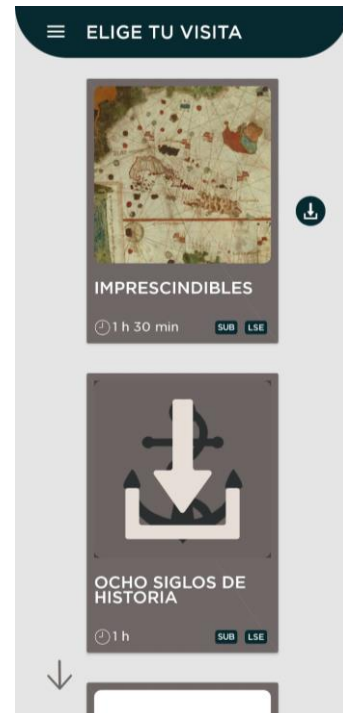 ELIGE TU VISITA
IMPRESCINDIBLES
1 h 30 min SUB LSE
OCHO SIGLOS DE
HISTORIA
1 h SUB LSE